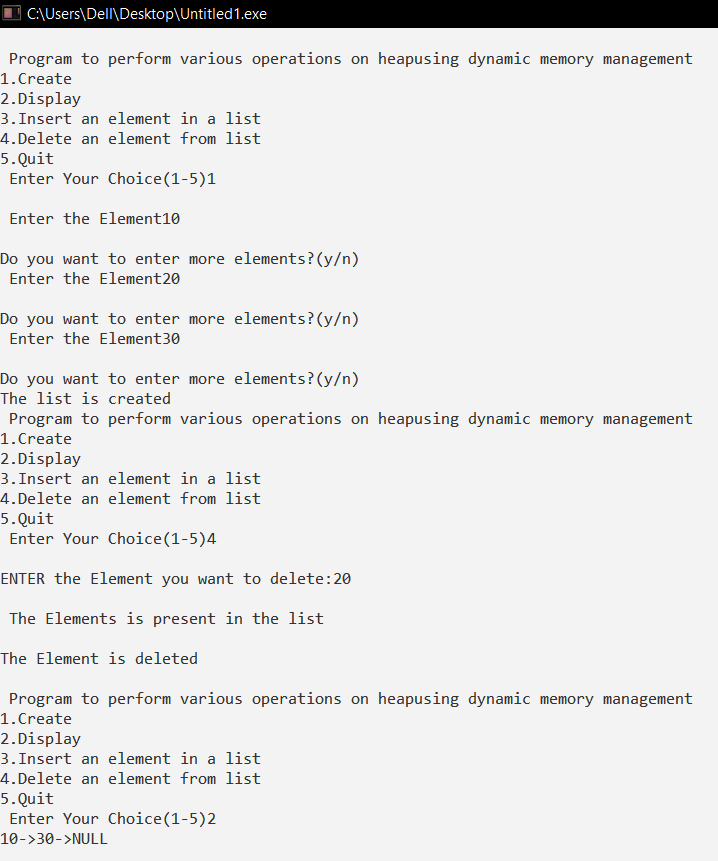 C:\Users\Dell\Desktop\Untitled1.exe
Program to perform various operations on heapusing dynamic memory management
1.Create
2.Display
3.Insert an element in a list
4.Delete an element from list
5.Quit
Enter Your Choice(1-5)1
Enter the Element10
Do you want to enter more elements?(y/n)
Enter the Element20
Do you want to enter more elements?(y/n)
Enter the Element30
Do you want to enter more elements?(y/n)
The list is created
Program to perform various operations on heapusing dynamic memory management
1.Create
2.Display
3.Insert an element in a list
4.Delete an element from list
5.Quit
Enter Your Choice(1-5)4
ENTER the Element you want to delete:20
The Elements is present in the list
The Element is deleted
Program to perform various operations on heapusing dynamic memory management
1.Create
2.Display
3.Insert an element in a list
4.Delete an element from list
5.Quit
Enter Your Choice(1-5)2
10->30->NULL